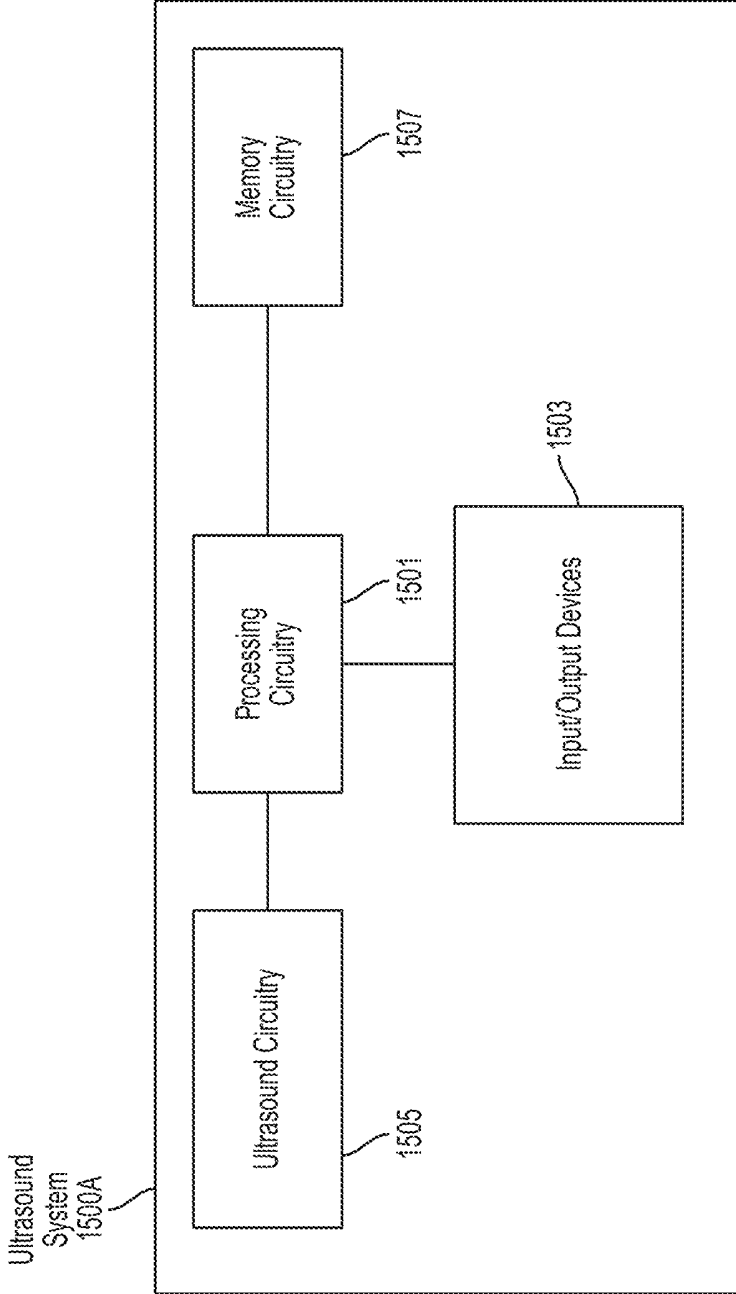 Ultrasound
System
1500A
Ultrasound Circuitry
1505
Processing
Circuitry
1501
Memory
Circuitry
1507
Input/Output Devices
1503